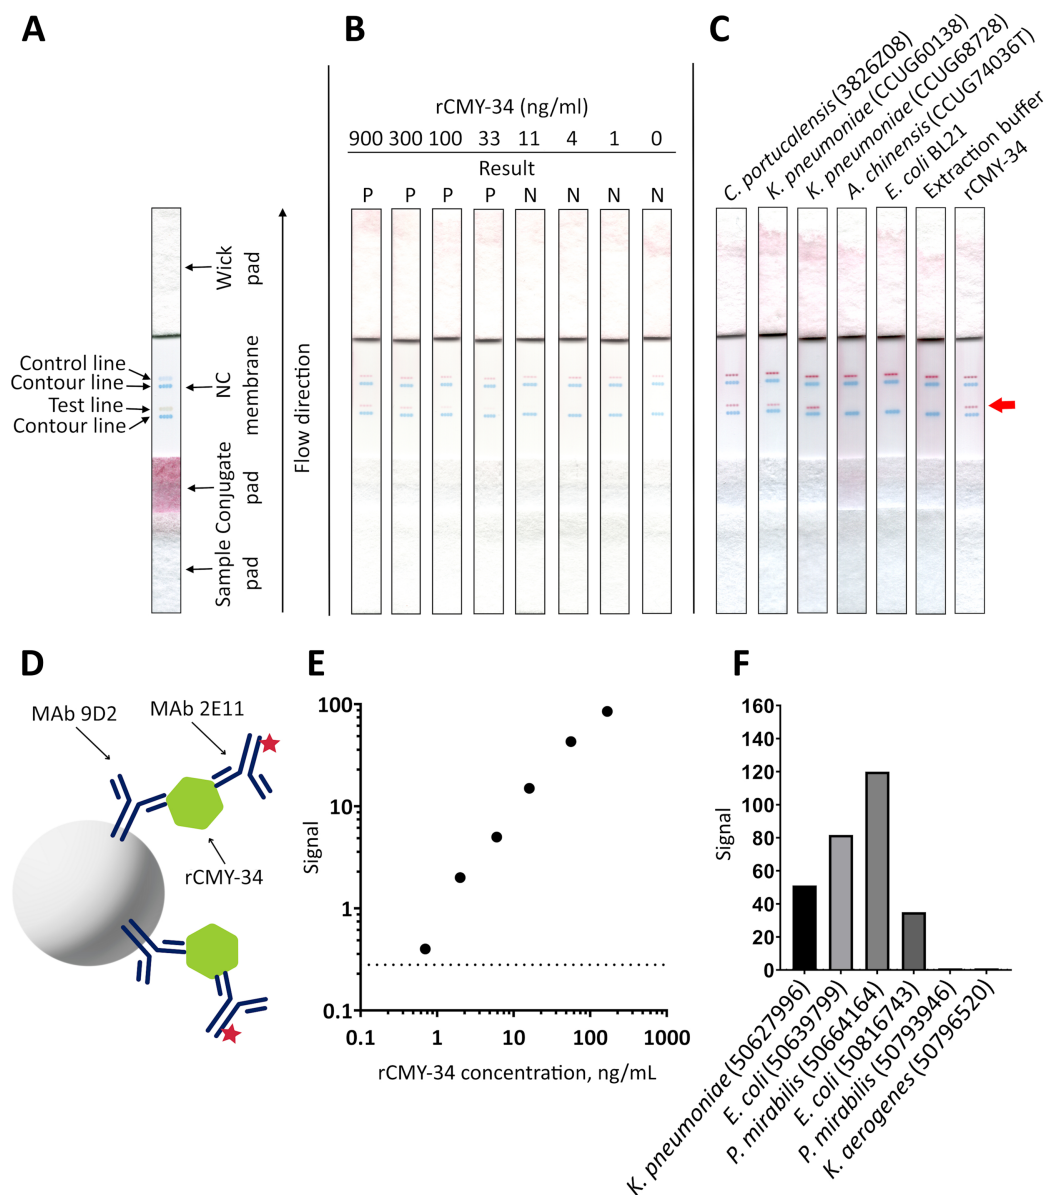 A
Control line
Contour line
Test line
Contour line
Wick
pad
NC
membrane
Conjugate
pad
Sample
pad
Flow direction
B
rCMY-34 (ng/ml)
900 300 100 33 11 4 1 0
Result
P P P P N N N N
C
C. portucalensis (3826Z08)
K. pneumoniae (CCUG60138)
K. pneumoniae (CCUG68728)
A. chinensis (CCUG74036T)
E. coli BL21
Extraction buffer
rCMY-34
D
MAb 9D2
MAb 2E11
rCMY-34
E
Signal
100
10
1
0.1
0.1 1 10 100 1000
rCMY-34 concentration, ng/mL
F
Signal
160
140
120
100
80
60
40
20
0
K. pneumoniae (50627996)
E. coli (50639799)
P. mirabilis (50664164)
E. coli (50816743)
P. mirabilis (50793946)
K. aerogenes (50796520)